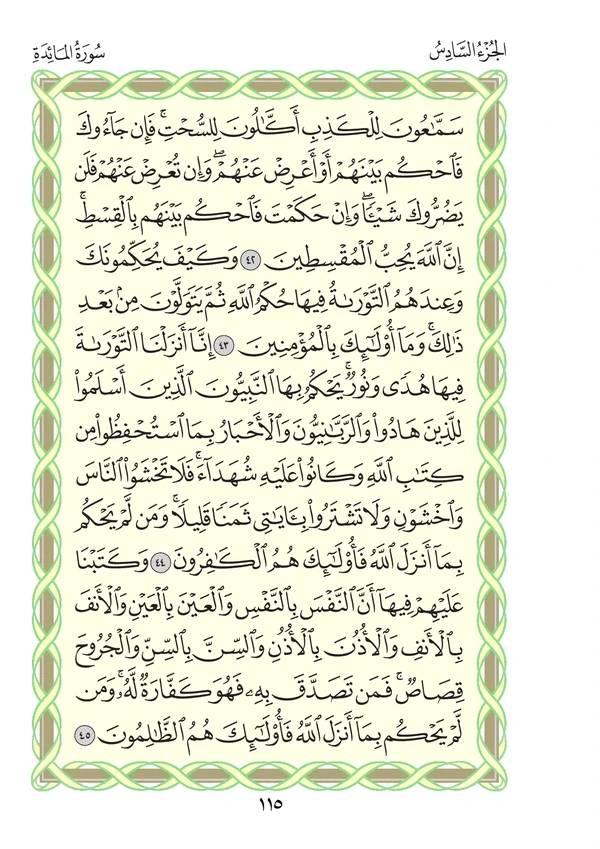 الجُزْءُ السَّادِسُ
سُورَةُ المَائِدَةِ
سَمَّٰعُونَ لِلْكَذِبِ أَكَّٰلُونَ لِلسُّحْتِۚ فَإِن جَآءُوكَ
فَٱحْكُم بَيْنَهُمْ أَوْ أَعْرِضْ عَنْهُمْۖ وَإِن تُعْرِضْ عَنْهُمْ فَلَن
يَضُرُّوكَ شَيْـًٔاۖ وَإِنْ حَكَمْتَ فَٱحْكُم بَيْنَهُم بِٱلْقِسْطِۚ
إِنَّ ٱللَّهَ يُحِبُّ ٱلْمُقْسِطِينَ ٤٢ وَكَيْفَ يُحَكِّمُونَكَ
وَعِندَهُمُ ٱلتَّوْرَىٰةُ فِيهَا حُكْمُ ٱللَّهِ ثُمَّ يَتَوَلَّوْنَ مِنۢ بَعْدِ
ذَٰلِكَۚ وَمَآ أُو۟لَٰٓئِكَ بِٱلْمُؤْمِنِينَ ٤٣ إِنَّآ أَنزَلْنَا ٱلتَّوْرَىٰةَ
فِيهَا هُدًى وَنُورٌۚ يَحْكُمُ بِهَا ٱلنَّبِيُّونَ ٱلَّذِينَ أَسْلَمُوا۟
لِلَّذِينَ هَادُوا۟ وَٱلرَّبَّٰنِيُّونَ وَٱلْأَحْبَارُ بِمَا ٱسْتُحْفِظُوا۟ مِن
كِتَٰبِ ٱللَّهِ وَكَانُوا۟ عَلَيْهِ شُهَدَآءَۚ فَلَا تَخْشَوُا۟ ٱلنَّاسَ
وَٱخْشَوْنِ وَلَا تَشْتَرُوا۟ بِـَٔايَٰتِى ثَمَنًا قَلِيلًاۚ وَمَن لَّمْ يَحْكُم
بِمَآ أَنزَلَ ٱللَّهُ فَأُو۟لَٰٓئِكَ هُمُ ٱلْكَٰفِرُونَ ٤٤ وَكَتَبْنَا
عَلَيْهِمْ فِيهَآ أَنَّ ٱلنَّفْسَ بِٱلنَّفْسِ وَٱلْعَيْنَ بِٱلْعَيْنِ وَٱلْأَنفَ
بِٱلْأَنفِ وَٱلْأُذُنَ بِٱلْأُذُنِ وَٱلسِّنَّ بِٱلسِّنِّ وَٱلْجُرُوحَ
قِصَاصٌۚ فَمَن تَصَدَّقَ بِهِۦ فَهُوَ كَفَّارَةٌ لَّهُۥۚ وَمَن
لَّمْ يَحْكُم بِمَآ أَنزَلَ ٱللَّهُ فَأُو۟لَٰٓئِكَ هُمُ ٱلظَّٰلِمُونَ ٤٥
١١٥